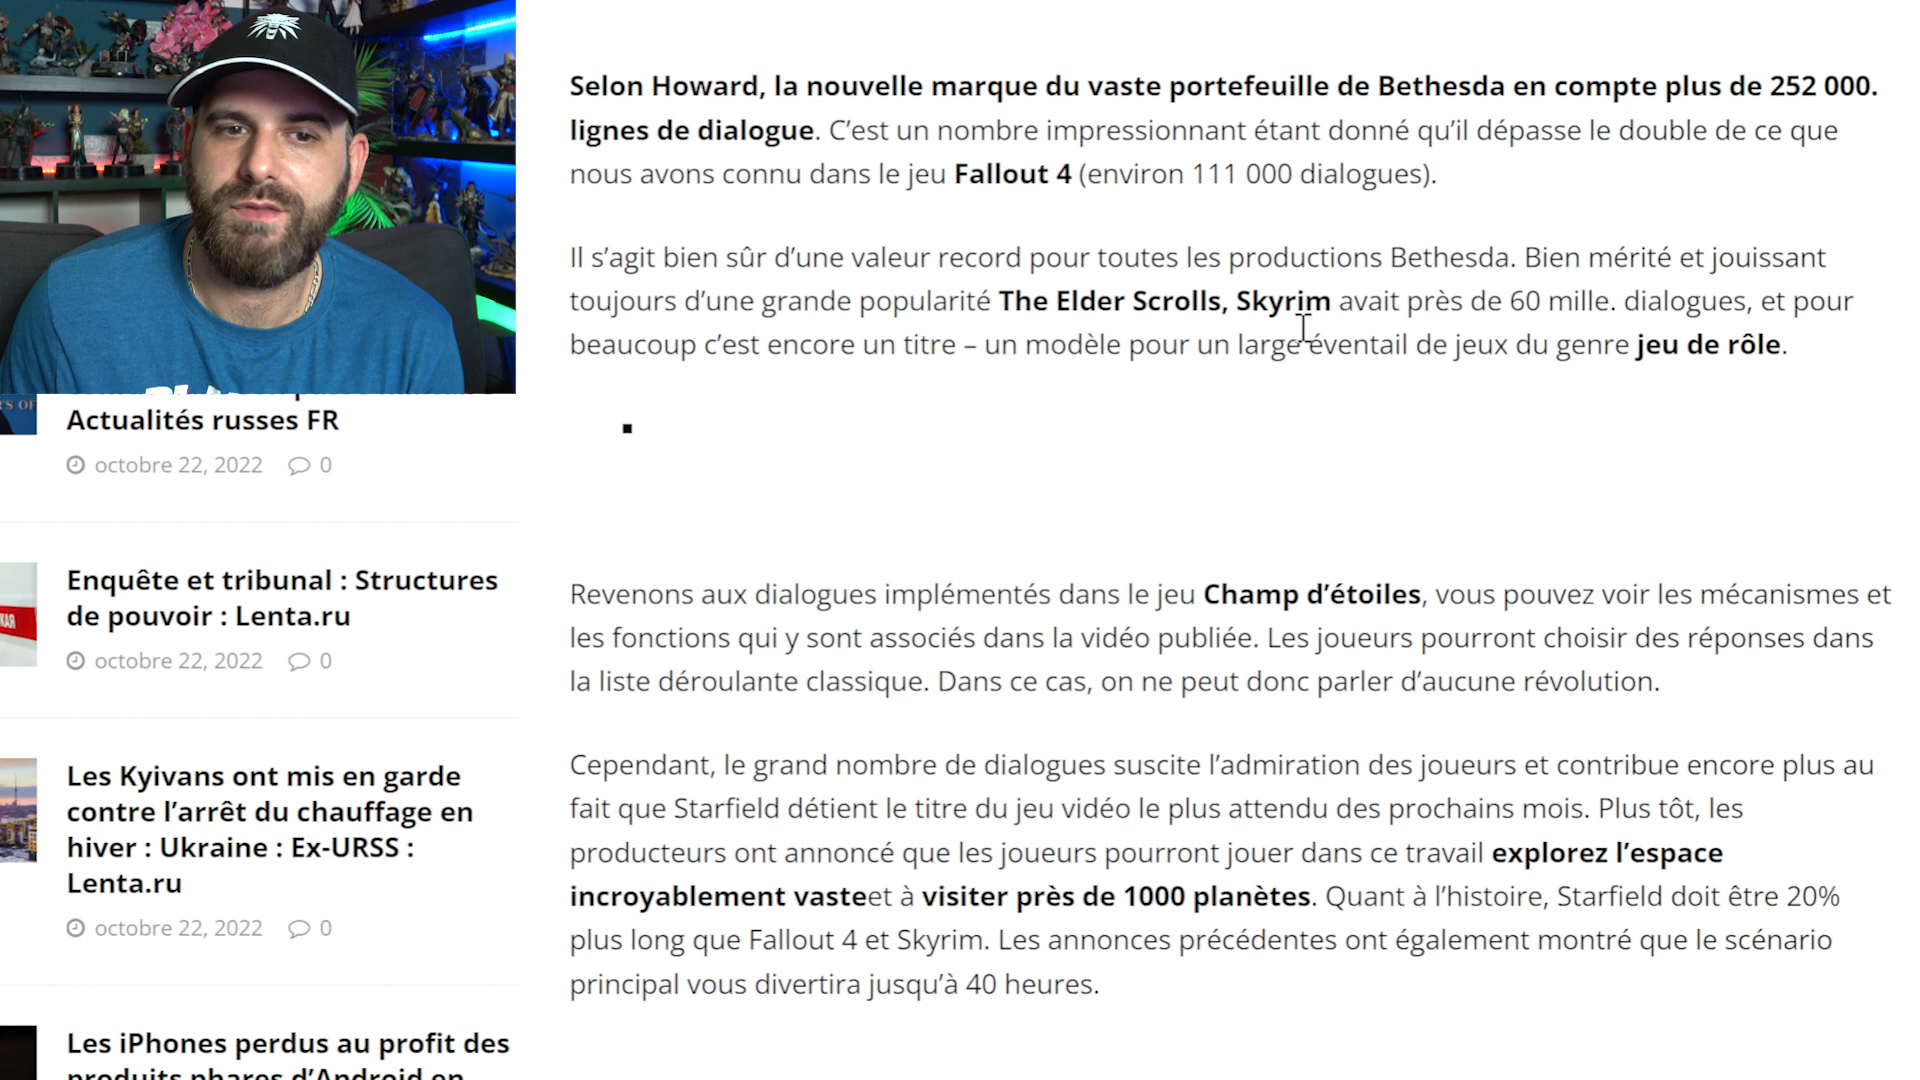 Selon Howard, la nouvelle marque du vaste portefeuille de Bethesda en compte plus de 252 000.
lignes de dialogue. C’est un nombre impressionnant étant donné qu’il dépasse le double de ce que
nous avons connu dans le jeu Fallout 4 (environ 111 000 dialogues).
Il s’agit bien sûr d’une valeur record pour toutes les productions Bethesda. Bien mérité et jouissant
toujours d’une grande popularité The Elder Scrolls, Skyrim avait près de 60 mille. dialogues, et pour
beaucoup c’est encore un titre – un modèle pour un large éventail de jeux du genre jeu de rôle.
Revenons aux dialogues implémentés dans le jeu Champ d’étoiles, vous pouvez voir les mécanismes et
les fonctions qui y sont associés dans la vidéo publiée. Les joueurs pourront choisir des réponses dans
la liste déroulante classique. Dans ce cas, on ne peut donc parler d’aucune révolution.
Cependant, le grand nombre de dialogues suscite l’admiration des joueurs et contribue encore plus au
fait que Starfield détient le titre du jeu vidéo le plus attendu des prochains mois. Plus tôt, les
producteurs ont annoncé que les joueurs pourront jouer dans ce travail explorez l’espace
incroyablement vasteet à visiter près de 1000 planètes. Quant à l’histoire, Starfield doit être 20%
plus long que Fallout 4 et Skyrim. Les annonces précédentes ont également montré que le scénario
principal vous divertira jusqu’à 40 heures.
Actualités russes FR
octobre 22, 2022 0
Enquête et tribunal : Structures
de pouvoir : Lenta.ru
octobre 22, 2022 0
Les Kyivans ont mis en garde
contre l’arrêt du chauffage en
hiver : Ukraine : Ex-URSS :
Lenta.ru
octobre 22, 2022 0
Les iPhones perdus au profit des
produits phares d’Android en